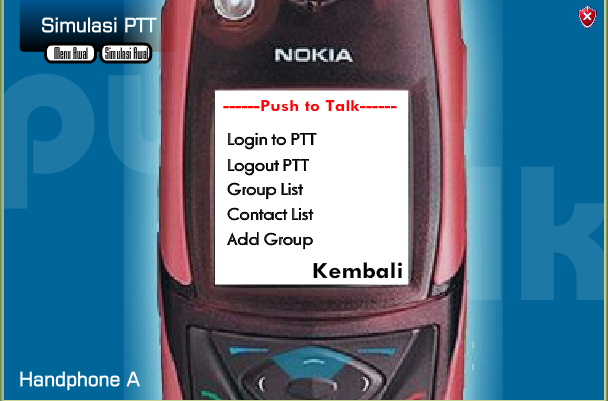 Simulasi PTT
Menu Awal
Simulasi Awal
NOKIA
------Push to Talk------
Login to PTT
Logout PTT
Group List
Contact List
Add Group
Kembali
Handphone A